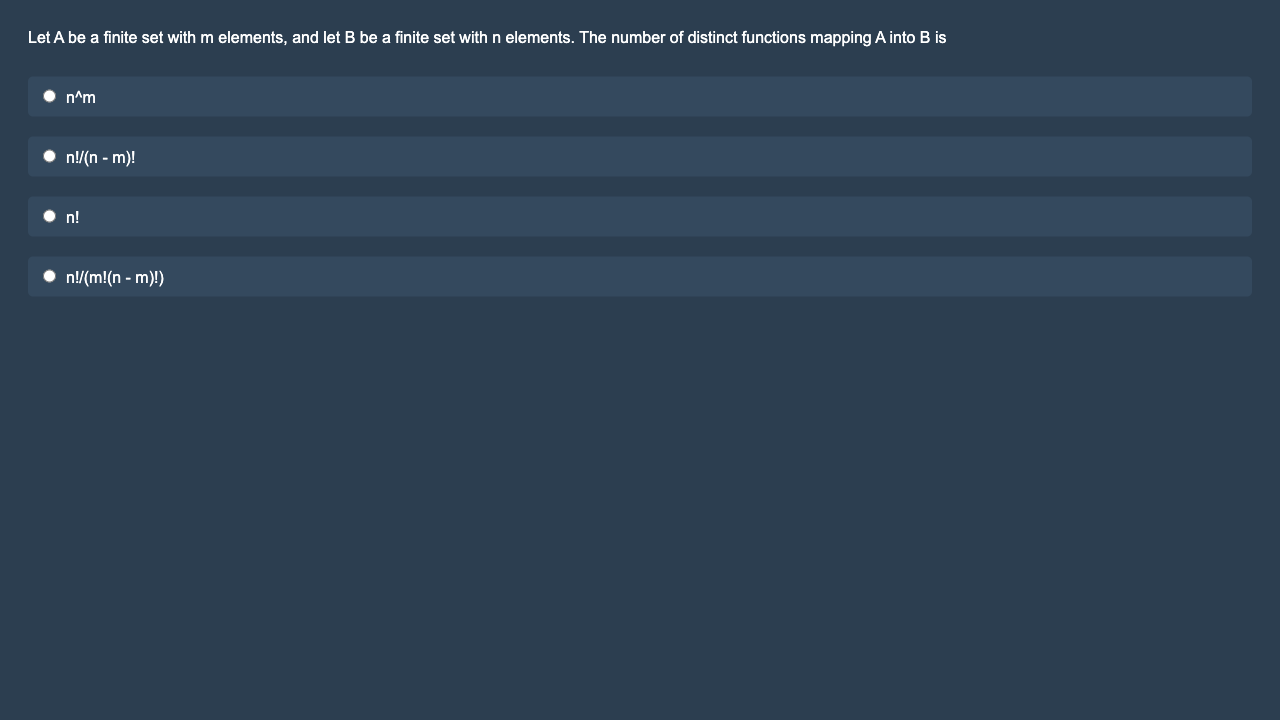 Let A be a finite set with m elements, and let B be a finite set with n elements. The number of distinct functions mapping A into B is
n^m
n!/(n - m)!
n!
n!/(m!(n - m)!)